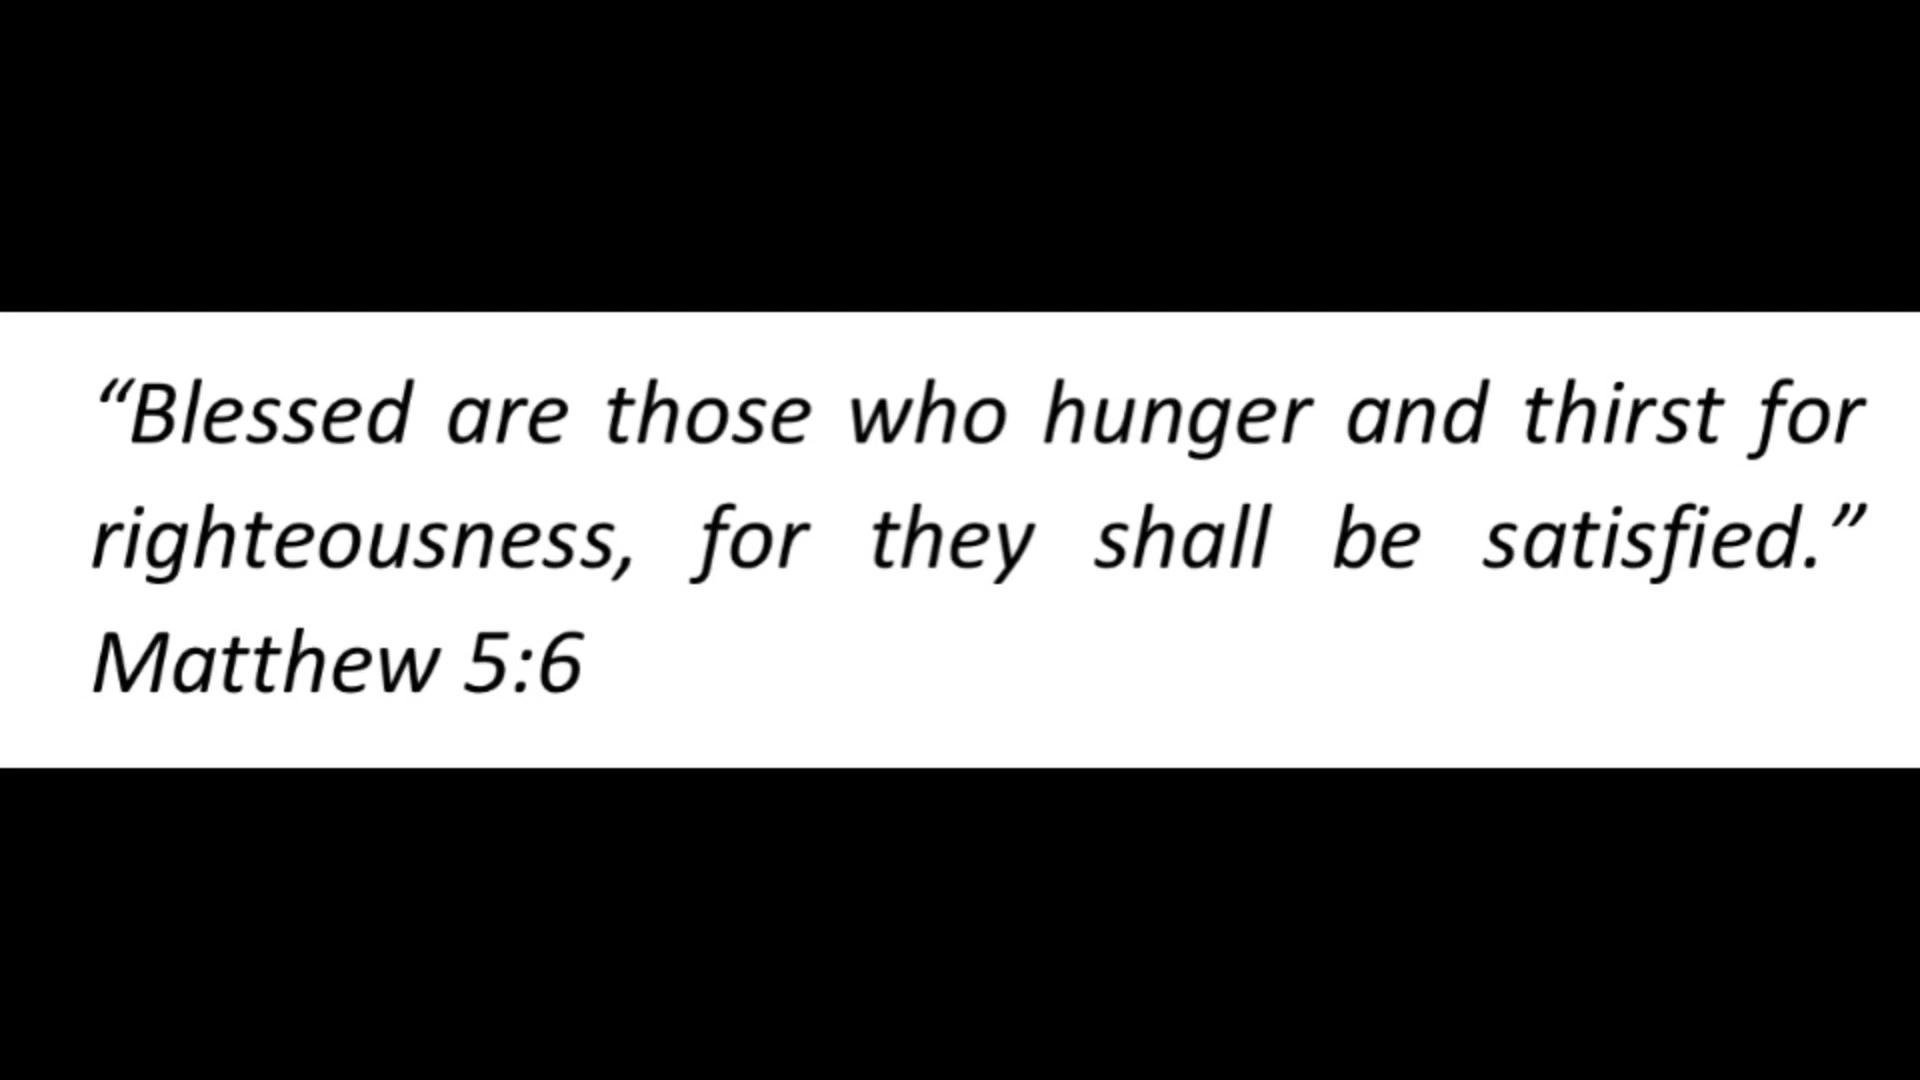 “Blessed are those who hunger and thirst for
righteousness, for they shall be satisfied.”
Matthew 5:6